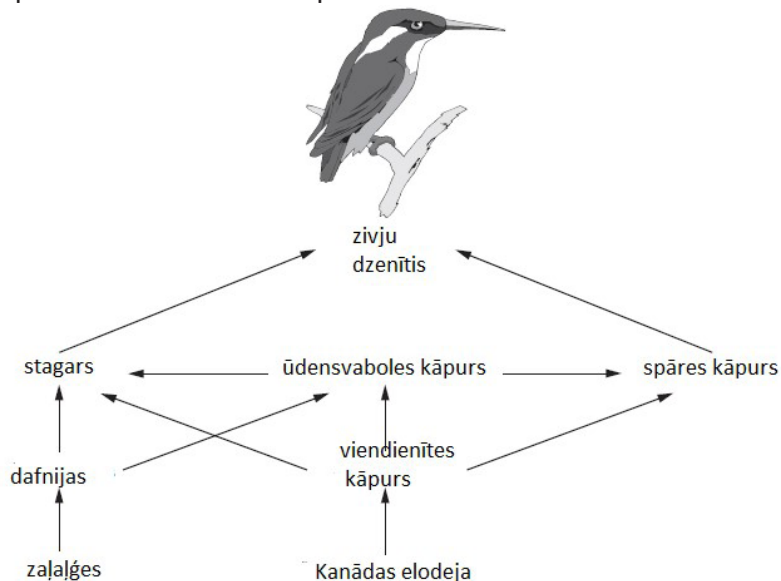 zivju
dzenītis
stagars
ūdensvaboles kāpurs
spāres kāpurs
dafnijas
viendienītes
kāpurs
zaļaļģes
Kanādas elodeja